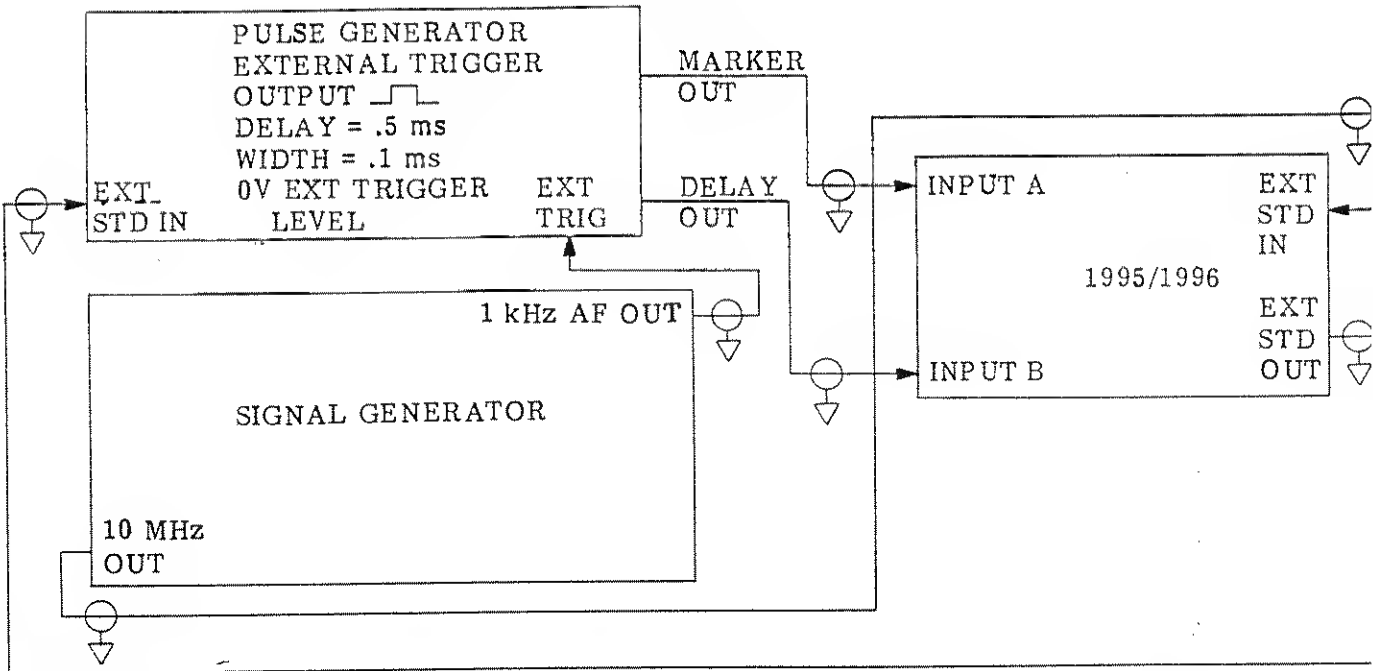 PULSE GENERATOR
EXTERNAL TRIGGER
OUTPUT
DELAY = .5 ms
WIDTH = .1 ms
0V EXT TRIGGER
LEVEL
EXT
STD IN
EXT
TRIG
MARKER
OUT
DELAY
OUT
INPUT A
INPUT B
1995/1996
EXT
STD
IN
EXT
STD
OUT
1 kHz AF OUT
SIGNAL GENERATOR
10 MHz
OUT